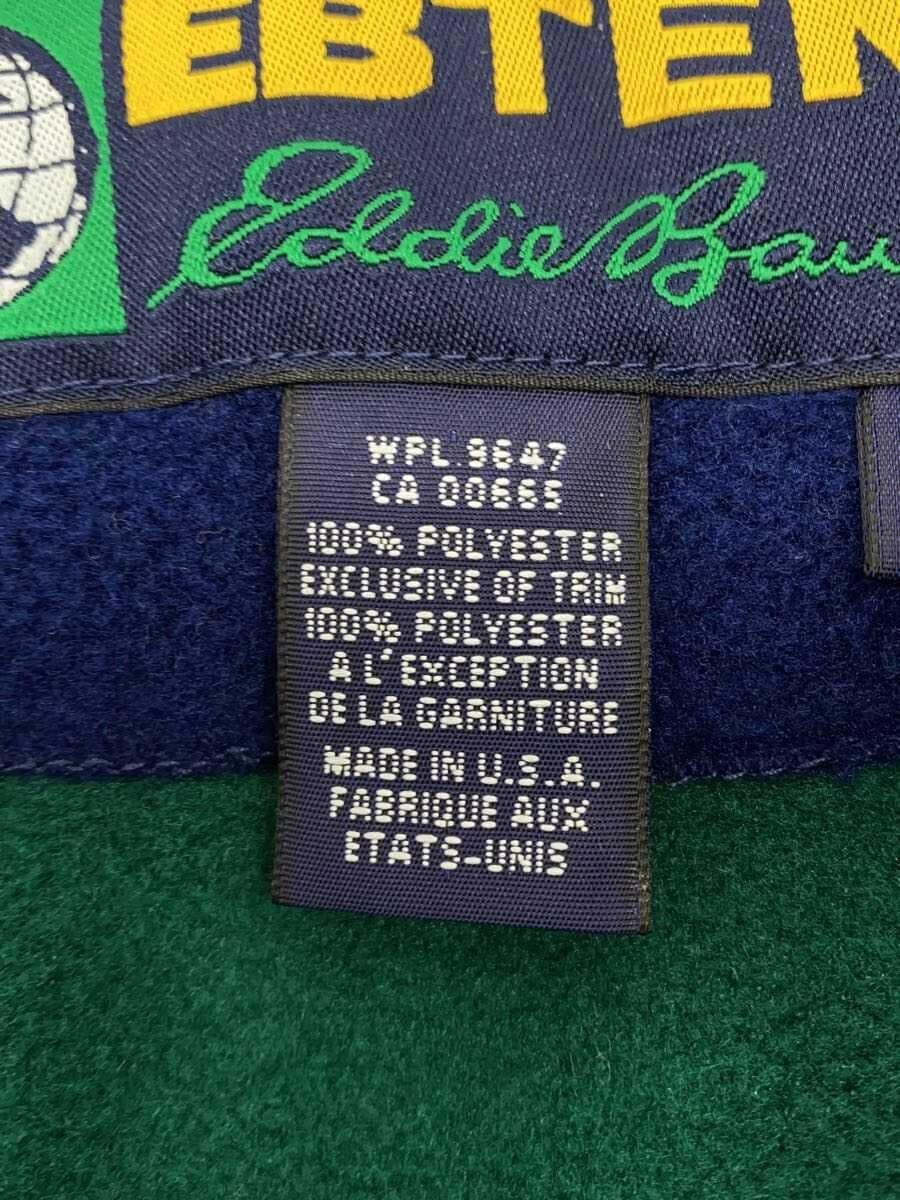 EBTEK
Eddie Bau
WPL.9647
CA 00665
100% POLYESTER
EXCLUSIVE OF TRIM
100% POLYESTER
A L'EXCEPTION
DE LA GARNITURE
MADE IN U.S.A.
FABRIQUE AUX
ETATS-UNIS